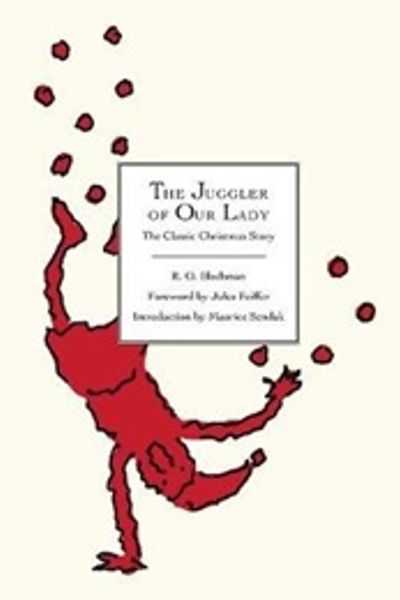 THE JUGGLER
OF OUR LADY
The Classic Christmas Story
R. O. Blechman
Foreword by Jules Feiffer
Introduction by Maurice Sendak